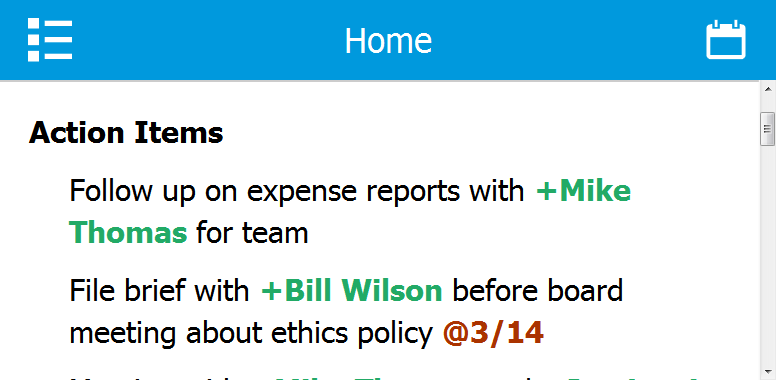 Home
Action Items
Follow up on expense reports with +Mike
Thomas for team
File brief with +Bill Wilson before board
meeting about ethics policy @3/14